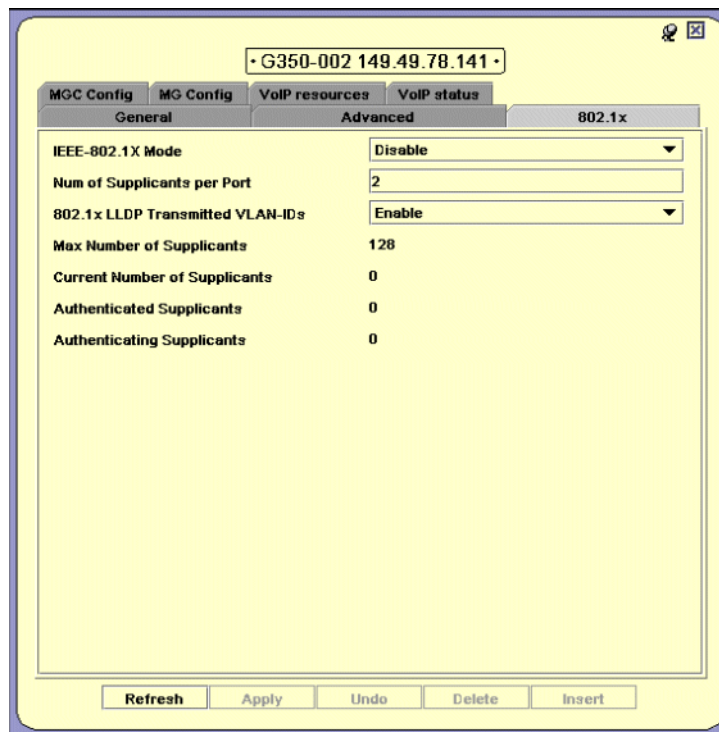 • G350-002 149.49.78.141 •
MGC Config MG Config VoIP resources VoIP status
General Advanced 802.1x
IEEE-802.1X Mode Disable
Num of Supplicants per Port 2
802.1x LLDP Transmitted VLAN-IDs Enable
Max Number of Supplicants 128
Current Number of Supplicants 0
Authenticated Supplicants 0
Authenticating Supplicants 0
Refresh Apply Undo Delete Insert